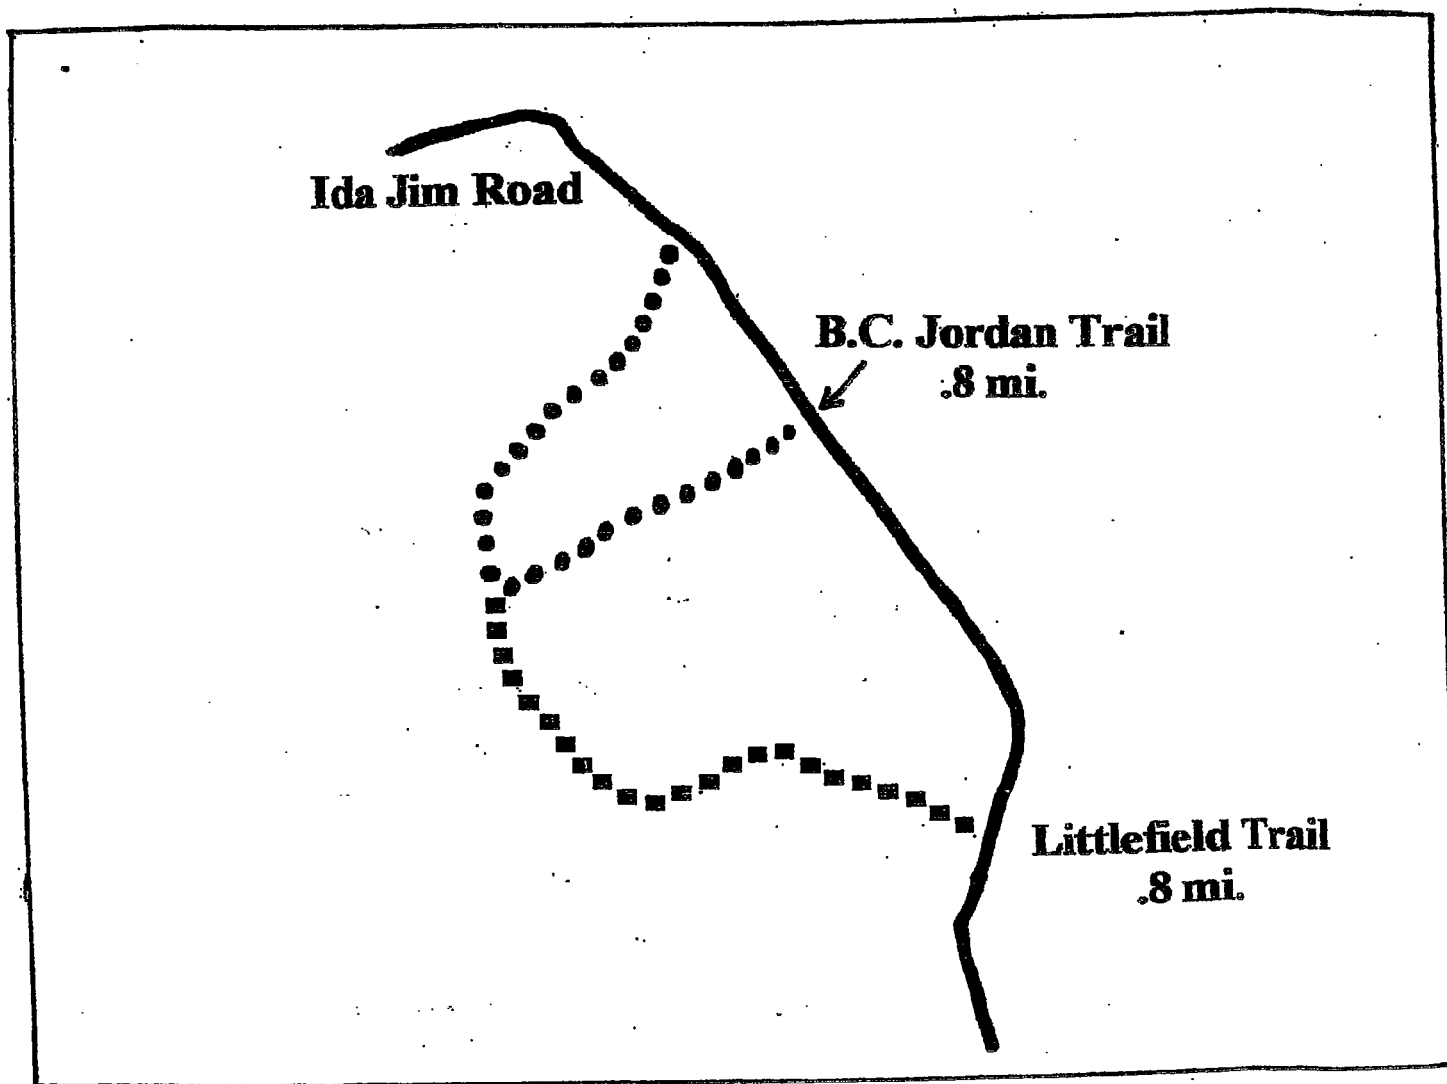 Ida Jim Road
B.C. Jordan Trail
.8 mi.
Littlefield Trail
.8 mi.